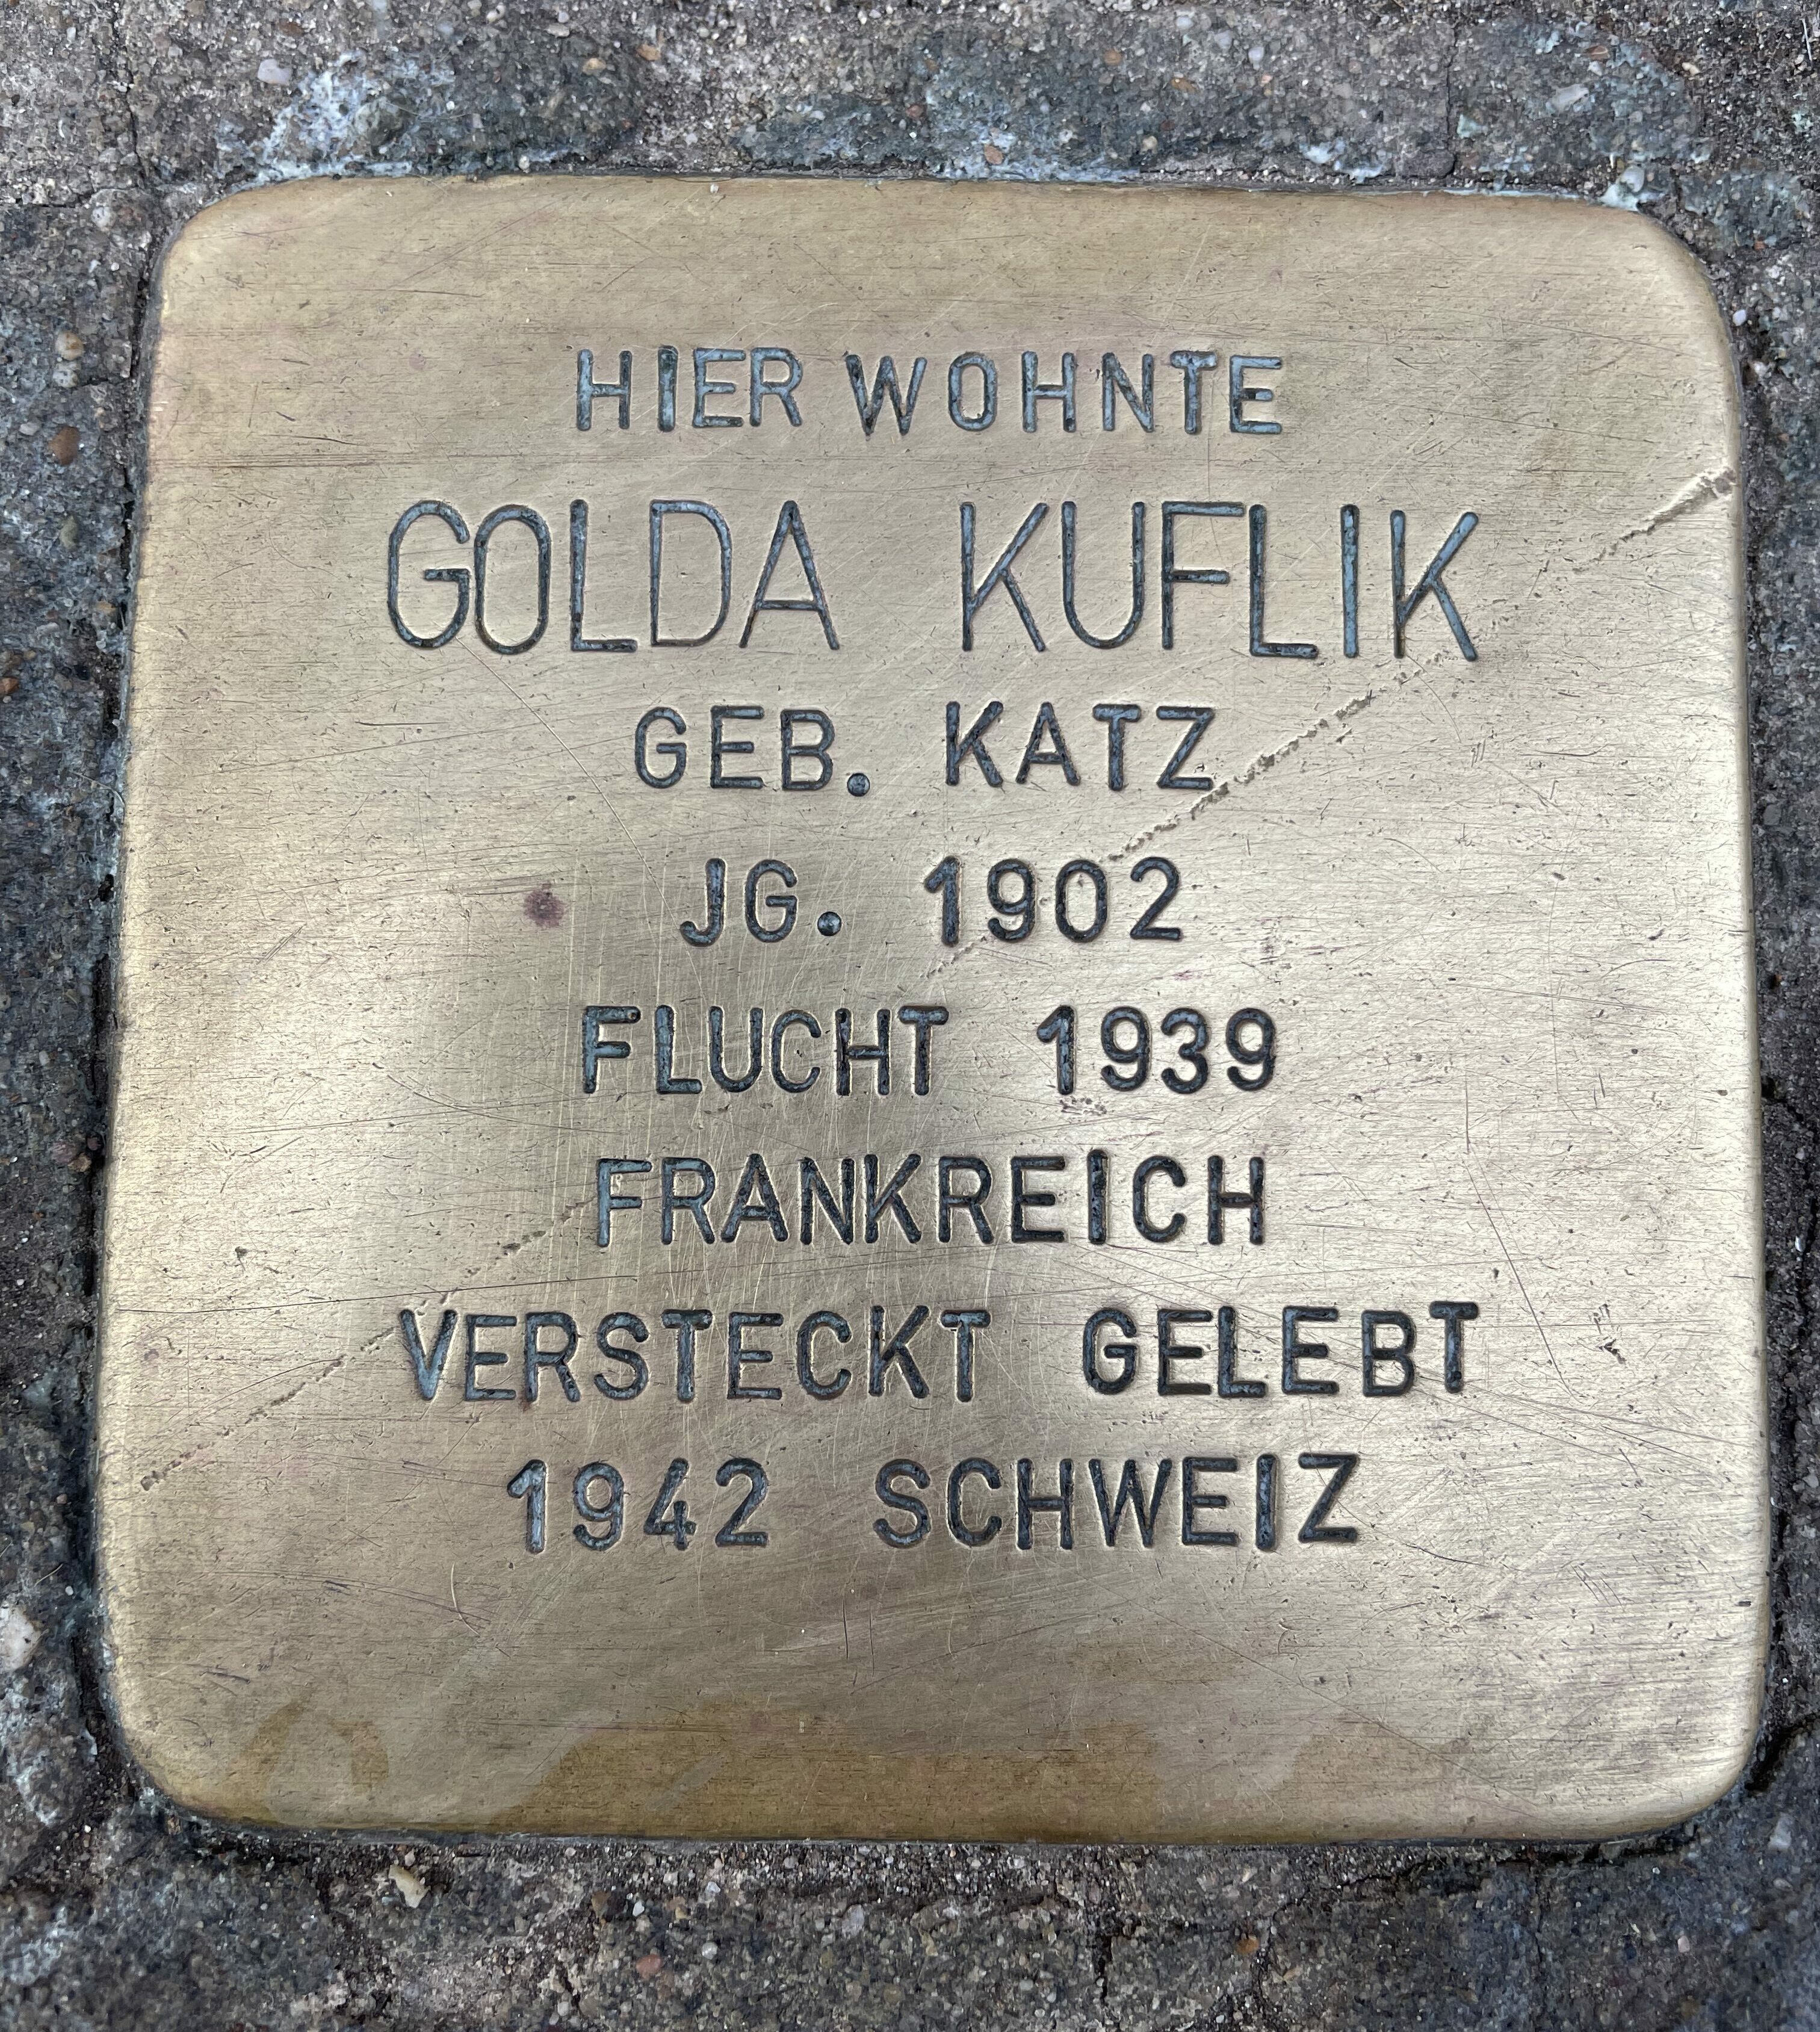 HIER WOHNTE
GOLDA KUFLIK
GEB. KATZ
JG. 1902
FLUCHT 1939
FRANKREICH
VERSTECKT GELEBT
1942 SCHWEIZ